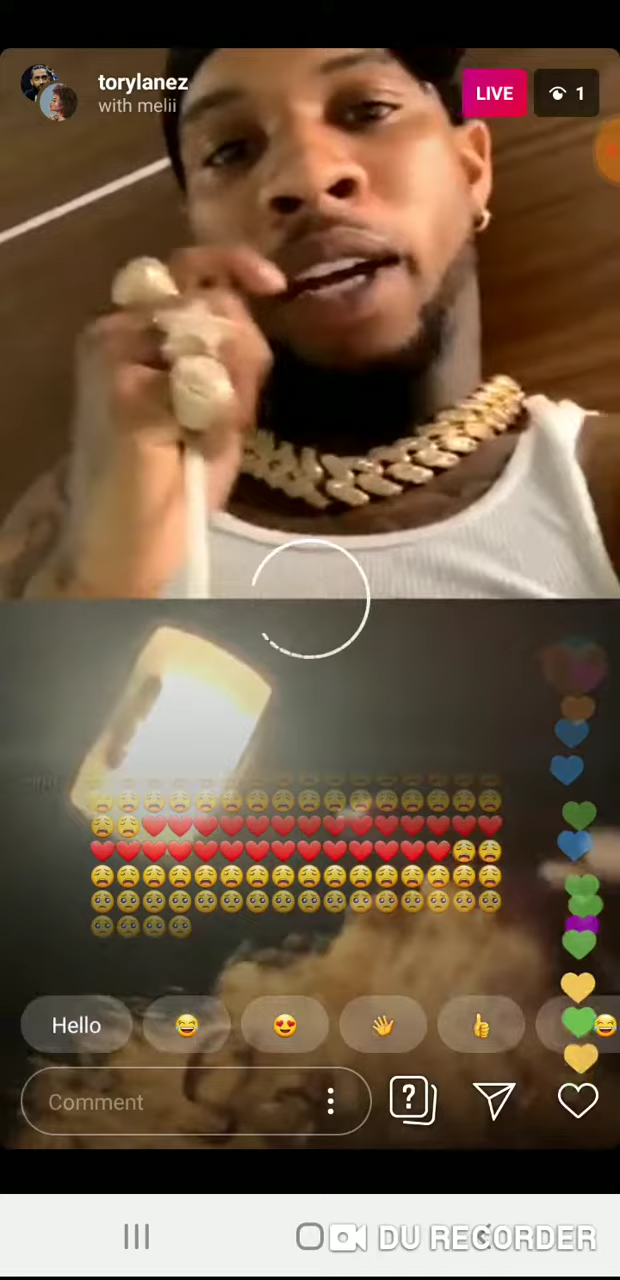 torylanez
with melii
LIVE
1
Hello
Comment
DU RECORDER